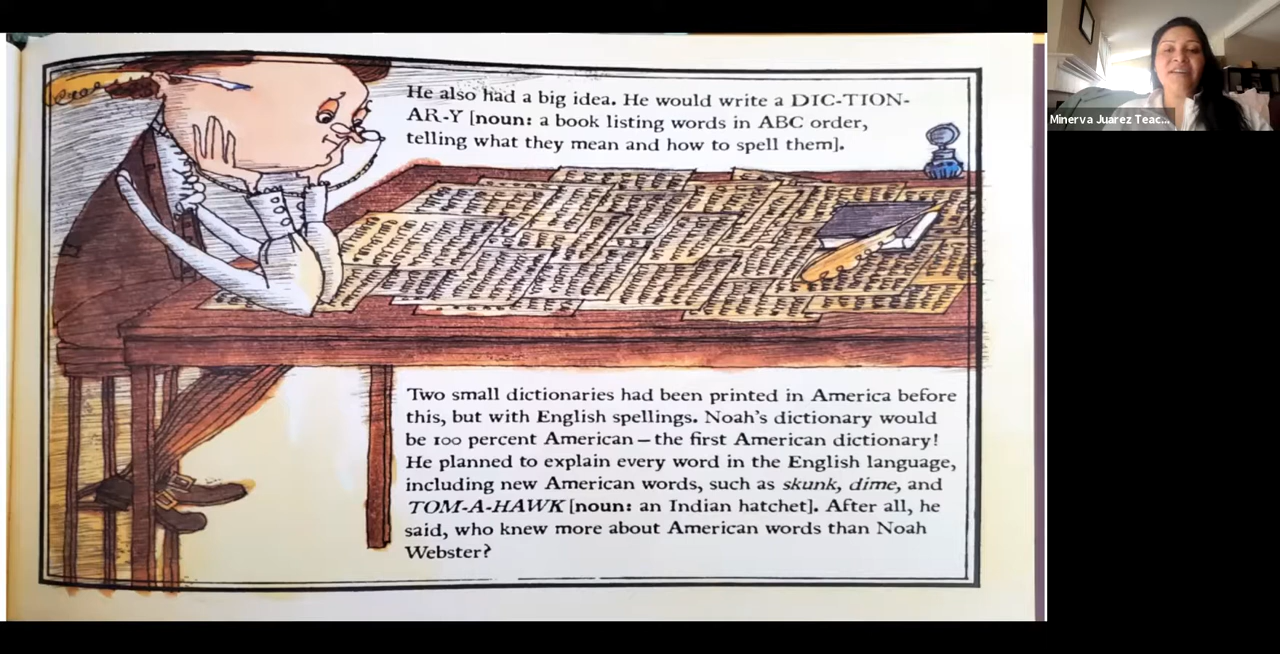 He also had a big idea. He would write a DIC-TION-
AR-Y [noun: a book listing words in ABC order,
telling what they mean and how to spell them].
Minerva Juarez Teac...
Two small dictionaries had been printed in America before
this, but with English spellings. Noah's dictionary would
be 100 percent American – the first American dictionary!
He planned to explain every word in the English language,
including new American words, such as skunk, dime, and
TOM-A-HAWK [noun: an Indian hatchet]. After all, he
said, who knew more about American words than Noah
Webster?